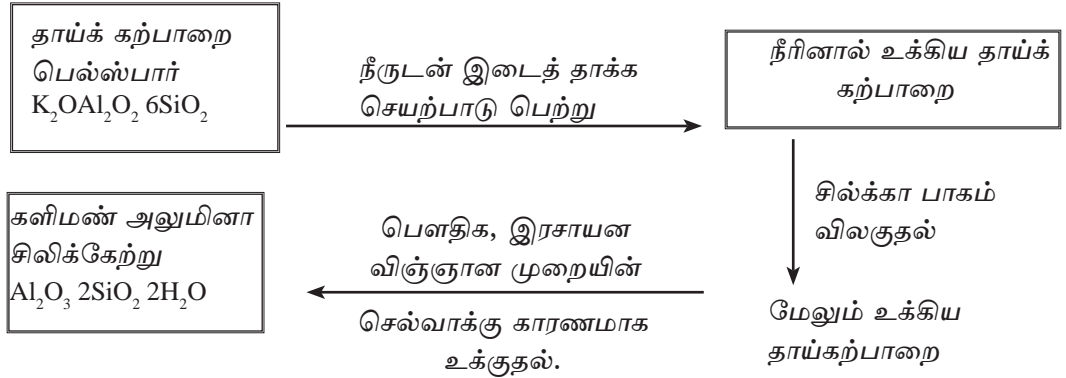 தாய்க் கற்பாறை
பெல்ஸ்பார்
K₂OAl₂O₂ 6SiO₂
நீருடன் இடைத் தாக்க
செயற்பாடு பெற்று
நீரினால் உக்கிய தாய்க்
கற்பாறை
சில்க்கா பாகம்
விலகுதல்
மேலும் உக்கிய
தாய்கற்பாறை
பௌதிக, இரசாயன
விஞ்ஞான முறையின்
செல்வாக்கு காரணமாக
உக்குதல்.
களிமண் அலுமினா
சிலிக்கேற்று
Al₂O₃ 2SiO₂ 2H₂O